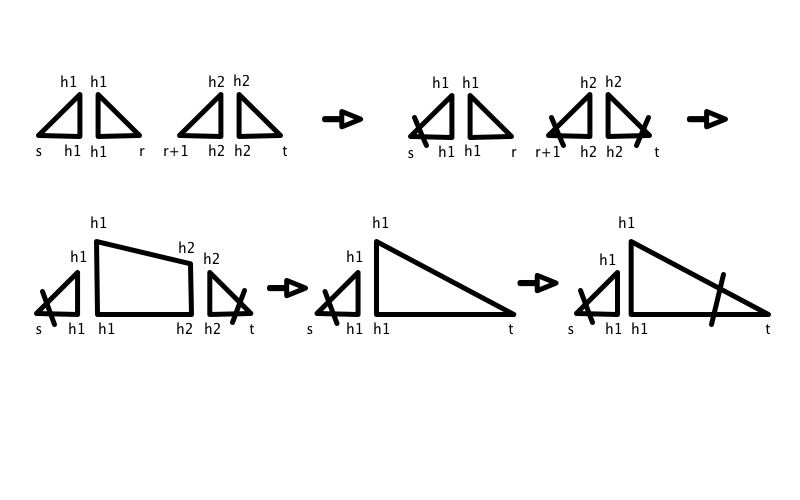 h1 h1 h2 h2 h1 h1 h2 h2
s h1 h1 r r+1 h2 h2 t s h1 h1 r r+1 h2 h2 t
h1 h1 h1
h1 h2 h2 h1 h1
s h1 h1 h2 h2 t s h1 h1 t s h1 h1 t